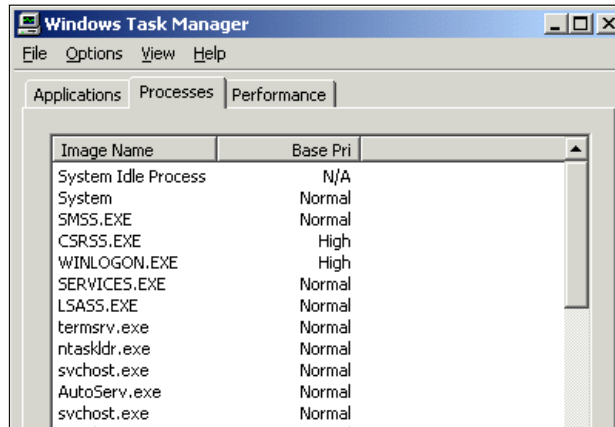 Windows Task Manager
File Options View Help
Applications Processes Performance
Image Name Base Pri
System Idle Process N/A
System Normal
SMSS.EXE Normal
CSRSS.EXE High
WINLOGON.EXE High
SERVICES.EXE Normal
LSASS.EXE Normal
termsrv.exe Normal
ntaskldr.exe Normal
svchost.exe Normal
AutoServ.exe Normal
svchost.exe Normal